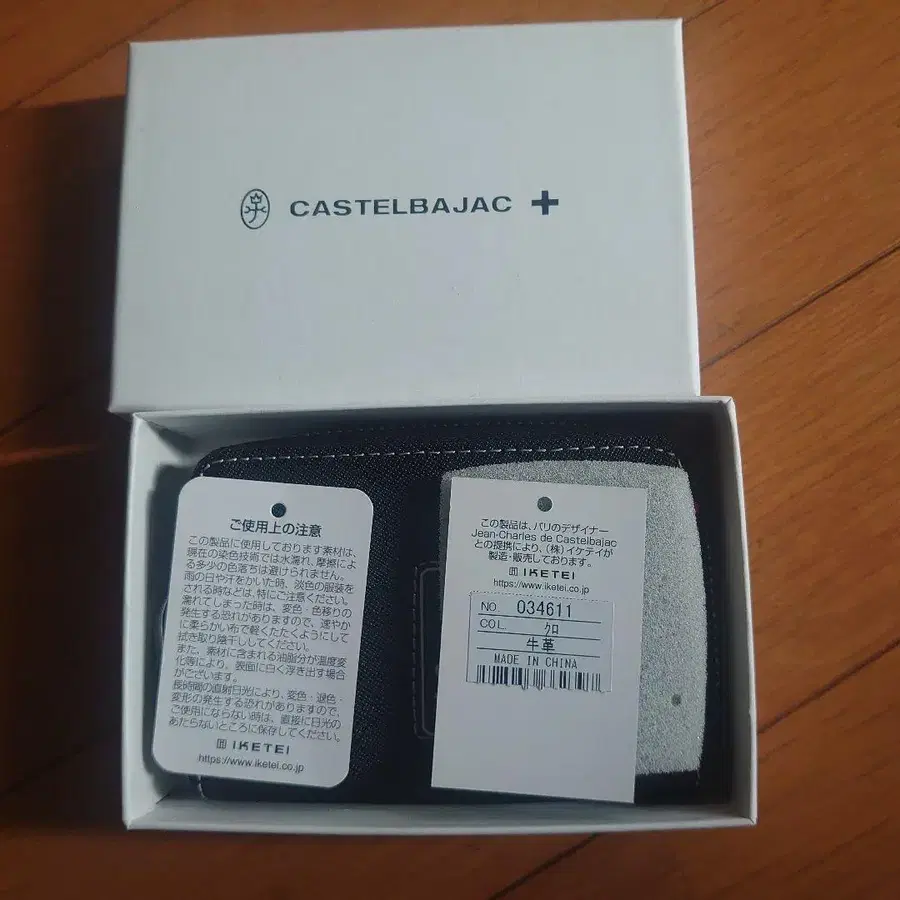 CASTELBAJAC +
ご使用上の注意
この製品に使用しております素材は、
現在の染色技術では水濡れ、摩擦によ
る多少の色落ちは避けられません。
雨の日や汗をかいた時、淡色の服装を
される時などは、特にご注意ください。
濡れてしまった時は、変色・色移りの
発生する恐れがありますので、速やか
に柔らかい布で軽くたたくようにして
拭き取り陰干ししてください。
また、素材に含まれる油脂分が温度変
化等により、表面に白く浮き出す場合
がございます。
長時間の直射日光により、変色・退色・
変形の発生する恐れがありますので、
ご使用にならない時は、直接に日光の
あたらないところに保存してください。
IKETEI
https://www.iketei.co.jp
この製品は、パリのデザイナー
Jean-Charles de Castelbajac
との提携により、(株)イケテイが
製造・販売しております。
IKETEI
https://www.iketei.co.jp
NO. 034611
COL. クロ
牛革
MADE IN CHINA